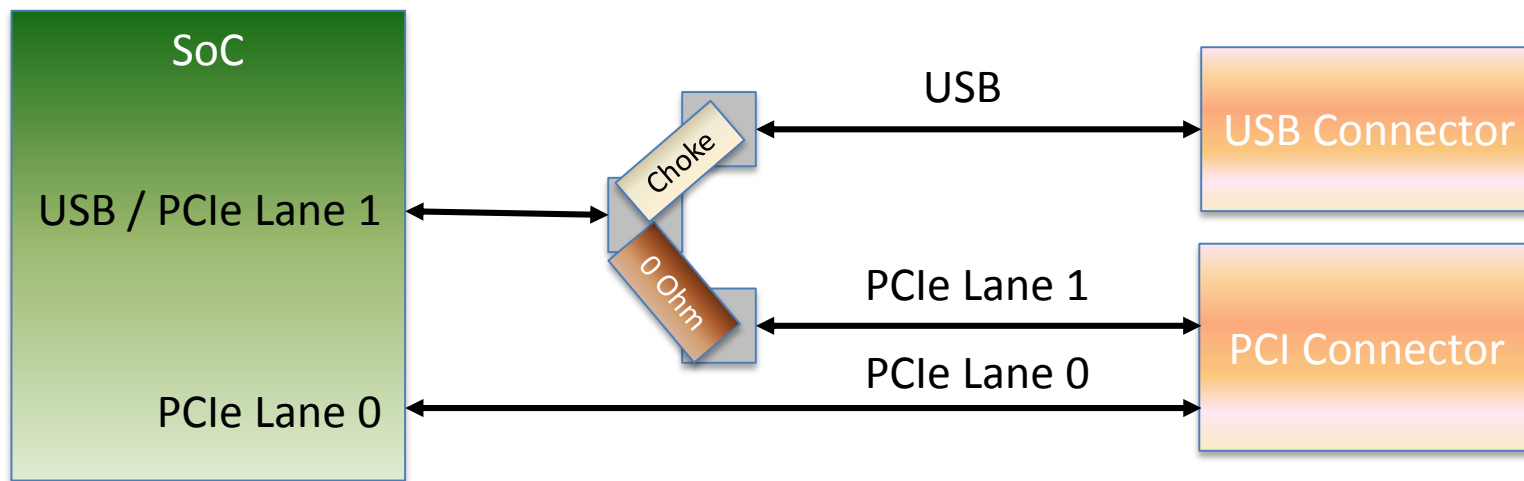 SoC
USB
USB Connector
Choke
USB / PCIe Lane 1
0 Ohm
PCIe Lane 1
PCI Connector
PCIe Lane 0
PCIe Lane 0